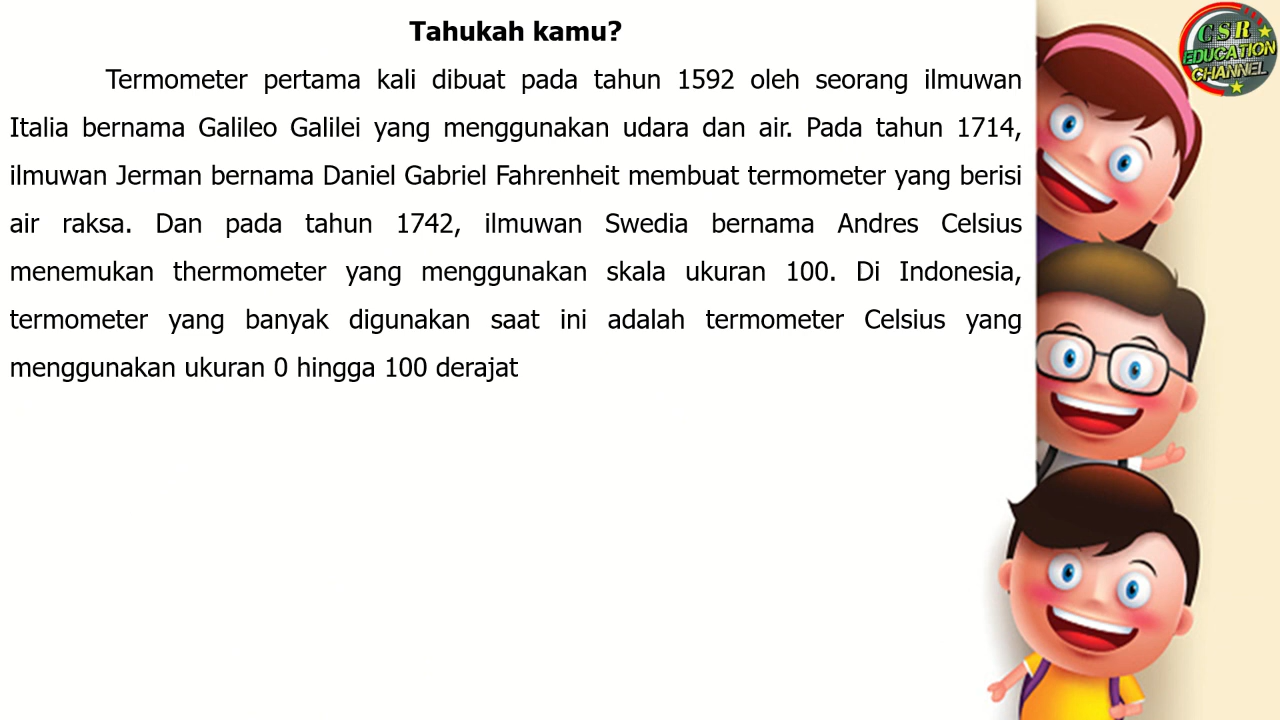 Tahukah kamu?
Termometer pertama kali dibuat pada tahun 1592 oleh seorang ilmuwan
Italia bernama Galileo Galilei yang menggunakan udara dan air. Pada tahun 1714,
ilmuwan Jerman bernama Daniel Gabriel Fahrenheit membuat termometer yang berisi
air raksa. Dan pada tahun 1742, ilmuwan Swedia bernama Andres Celsius
menemukan thermometer yang menggunakan skala ukuran 100. Di Indonesia,
termometer yang banyak digunakan saat ini adalah termometer Celsius yang
menggunakan ukuran 0 hingga 100 derajat
CSR
EDUCATION
CHANNEL